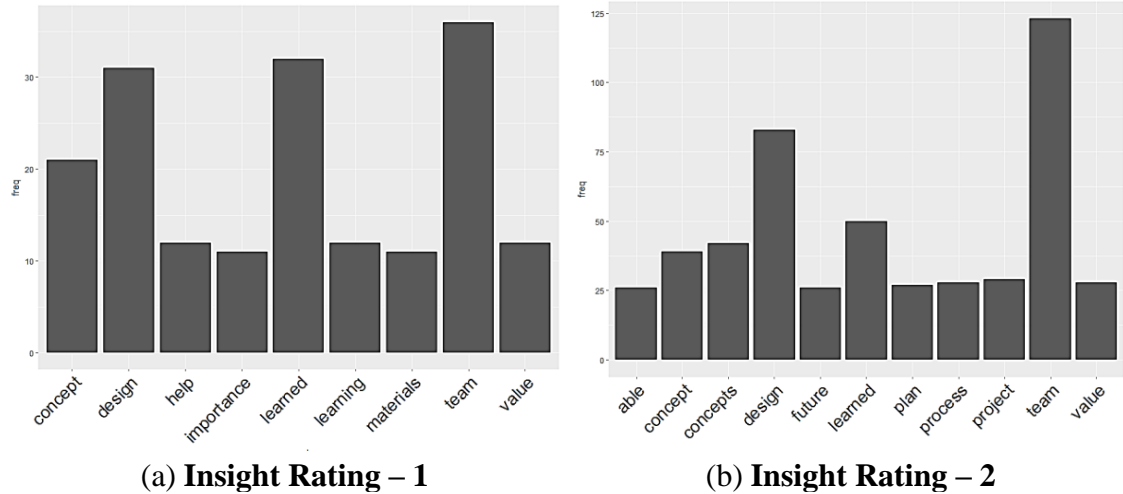 freq
30
20
10
0
concept
design
help
importance
learned
learning
materials
team
value
(a) Insight Rating – 1
freq
125
100
75
50
25
0
able
concept
concepts
design
future
learned
plan
process
project
team
value
(b) Insight Rating – 2